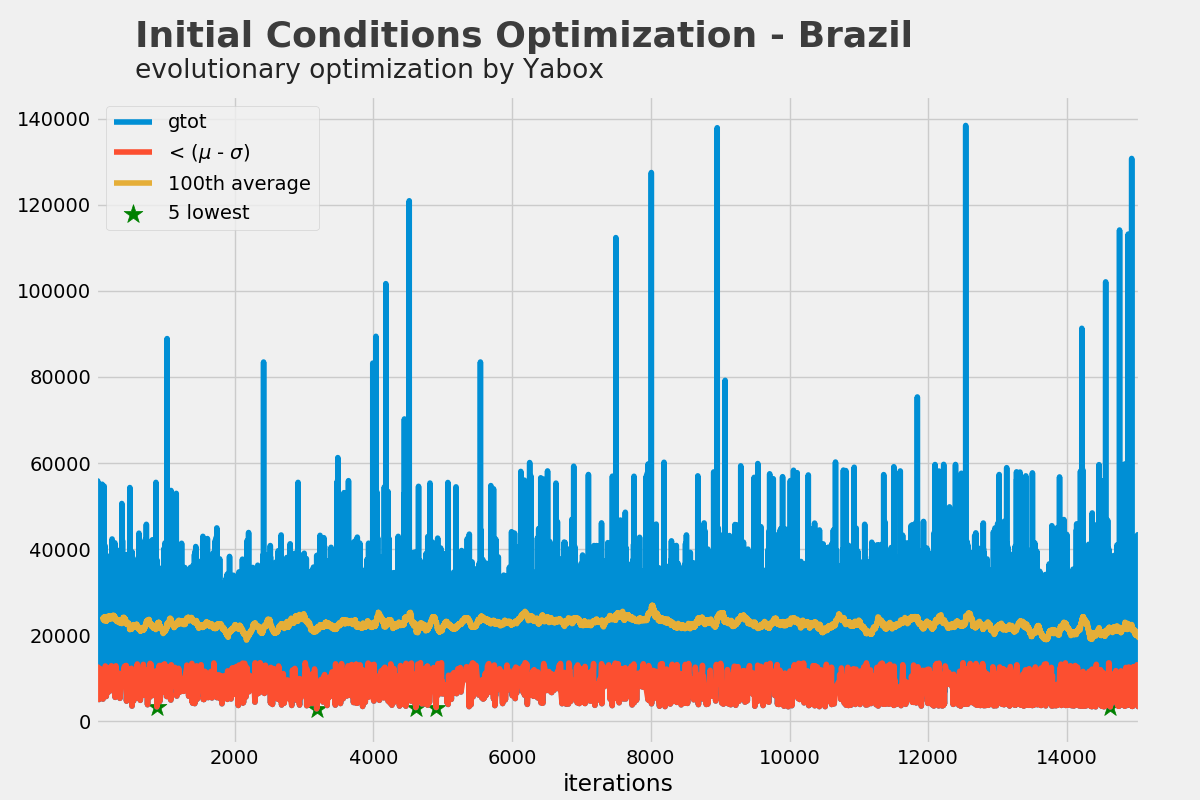 Initial Conditions Optimization - Brazil
evolutionary optimization by Yabox
gtot
< (μ - σ)
100th average
5 lowest
140000
120000
100000
80000
60000
40000
20000
0
2000 4000 6000 8000 10000 12000 14000
iterations